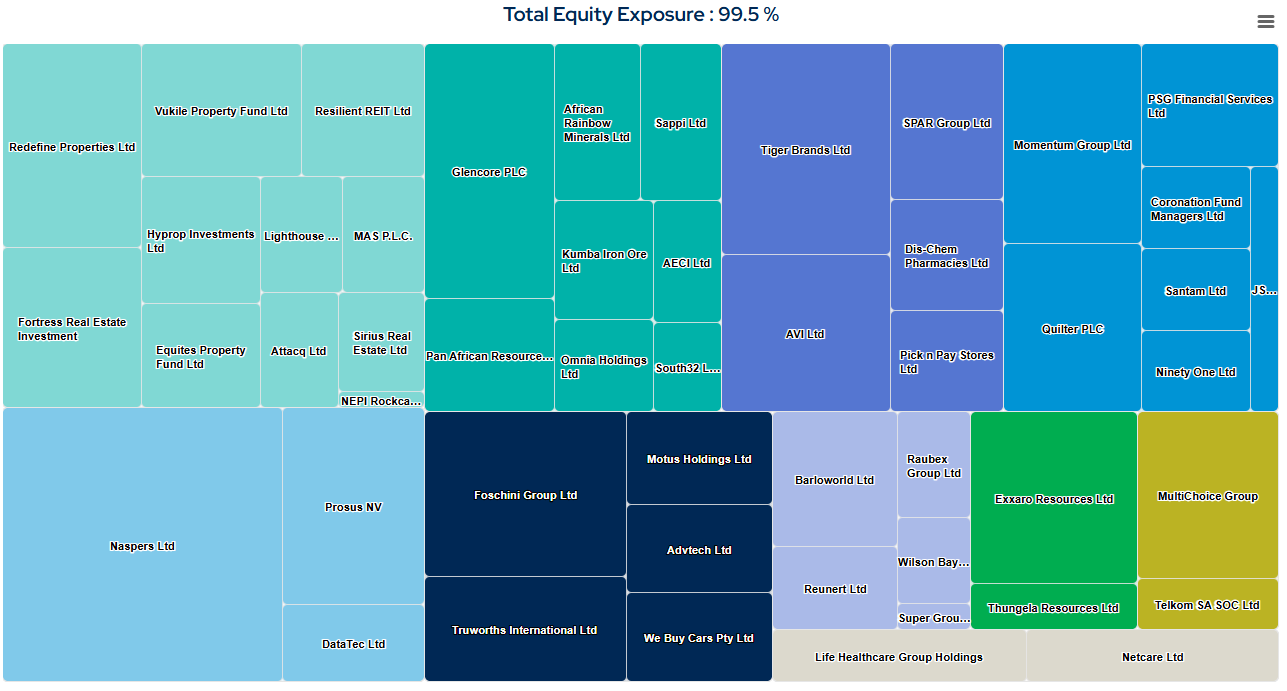 Total Equity Exposure : 99.5 %
Redefine Properties Ltd
Vukile Property Fund Ltd
Resilient REIT Ltd
Hyprop Investments
Ltd
Lighthouse ...
MAS P.L.C.
Fortress Real Estate
Investment
Equites Property
Fund Ltd
Attacq Ltd
Sirius Real
Estate Ltd
NEPI Rockca...
Glencore PLC
African
Rainbow
Minerals Ltd
Sappi Ltd
Kumba Iron Ore
Ltd
AECI Ltd
Pan African Resource...
Omnia Holdings
Ltd
South32 L...
Tiger Brands Ltd
SPAR Group Ltd
Dis-Chem
Pharmacies Ltd
AVI Ltd
Pick n Pay Stores
Ltd
Momentum Group Ltd
PSG Financial Services
Ltd
Coronation Fund
Managers Ltd
Santam Ltd
JS...
Quilter PLC
Ninety One Ltd
Naspers Ltd
Prosus NV
DataTec Ltd
Foschini Group Ltd
Motus Holdings Ltd
Advtech Ltd
Truworths International Ltd
We Buy Cars Pty Ltd
Barloworld Ltd
Raubex
Group Ltd
Wilson Bay...
Reunert Ltd
Super Grou...
Exxaro Resources Ltd
Thungela Resources Ltd
MultiChoice Group
Telkom SA SOC Ltd
Life Healthcare Group Holdings
Netcare Ltd